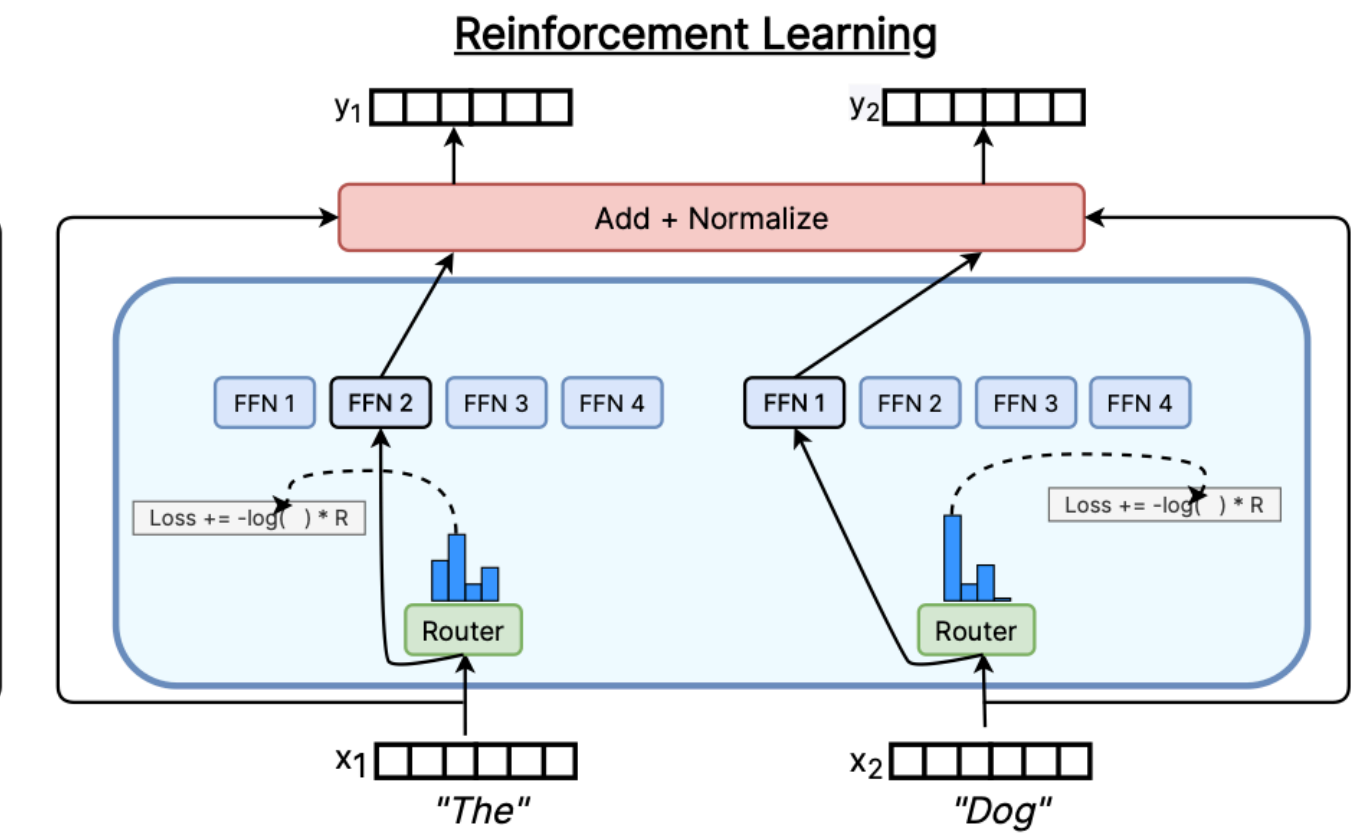 Reinforcement Learning
y1 y2
Add + Normalize
FFN 1 FFN 2 FFN 3 FFN 4 FFN 1 FFN 2 FFN 3 FFN 4
Loss += -log( ) * R Loss += -log( ) * R
Router Router
x1 x2
"The" "Dog"